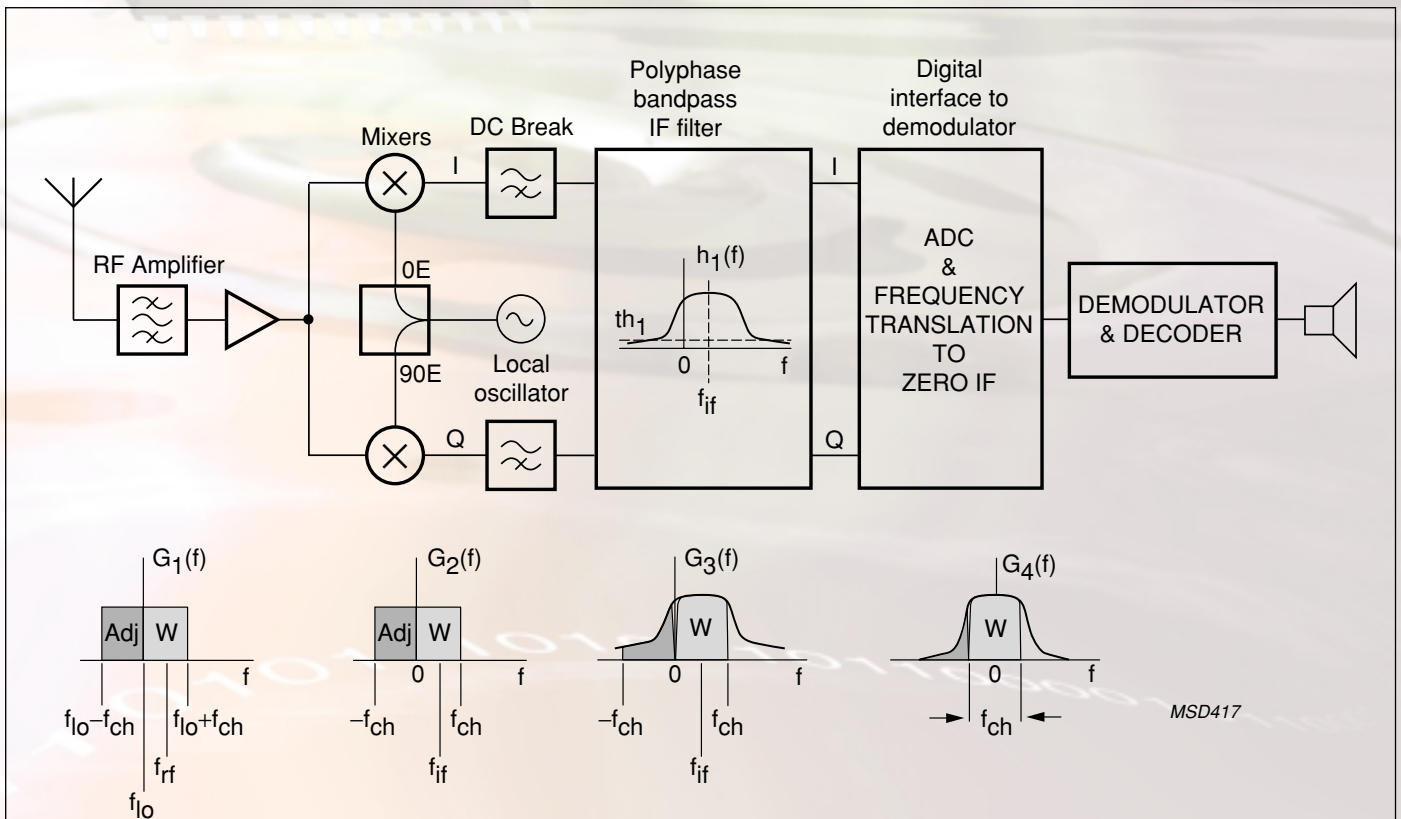 Polyphase
bandpass
IF filter
Digital
interface to
demodulator
Mixers
DC Break
I
I
RF Amplifier
0E
90E
Local
oscillator
h1(f)
th1
0
f
fif
ADC
&
FREQUENCY
TRANSLATION
TO
ZERO IF
DEMODULATOR
& DECODER
Q
Q
G1(f)
Adj
W
f
flo–fch
flo+fch
frf
flo
G2(f)
Adj
W
0
f
–fch
fch
fif
G3(f)
W
0
f
–fch
fch
fif
G4(f)
W
0
f
fch
MSD417